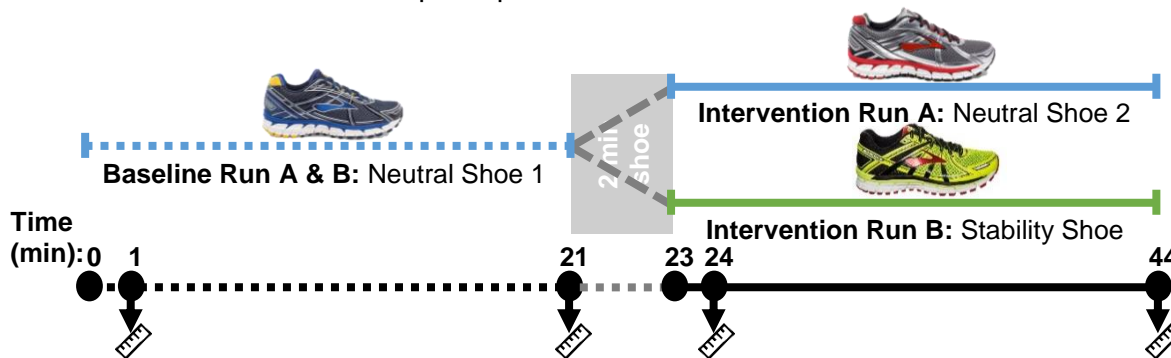 Intervention Run A: Neutral Shoe 2
2 min
shoe
Baseline Run A & B: Neutral Shoe 1
Intervention Run B: Stability Shoe
Time
(min): 0 1 21 23 24 44